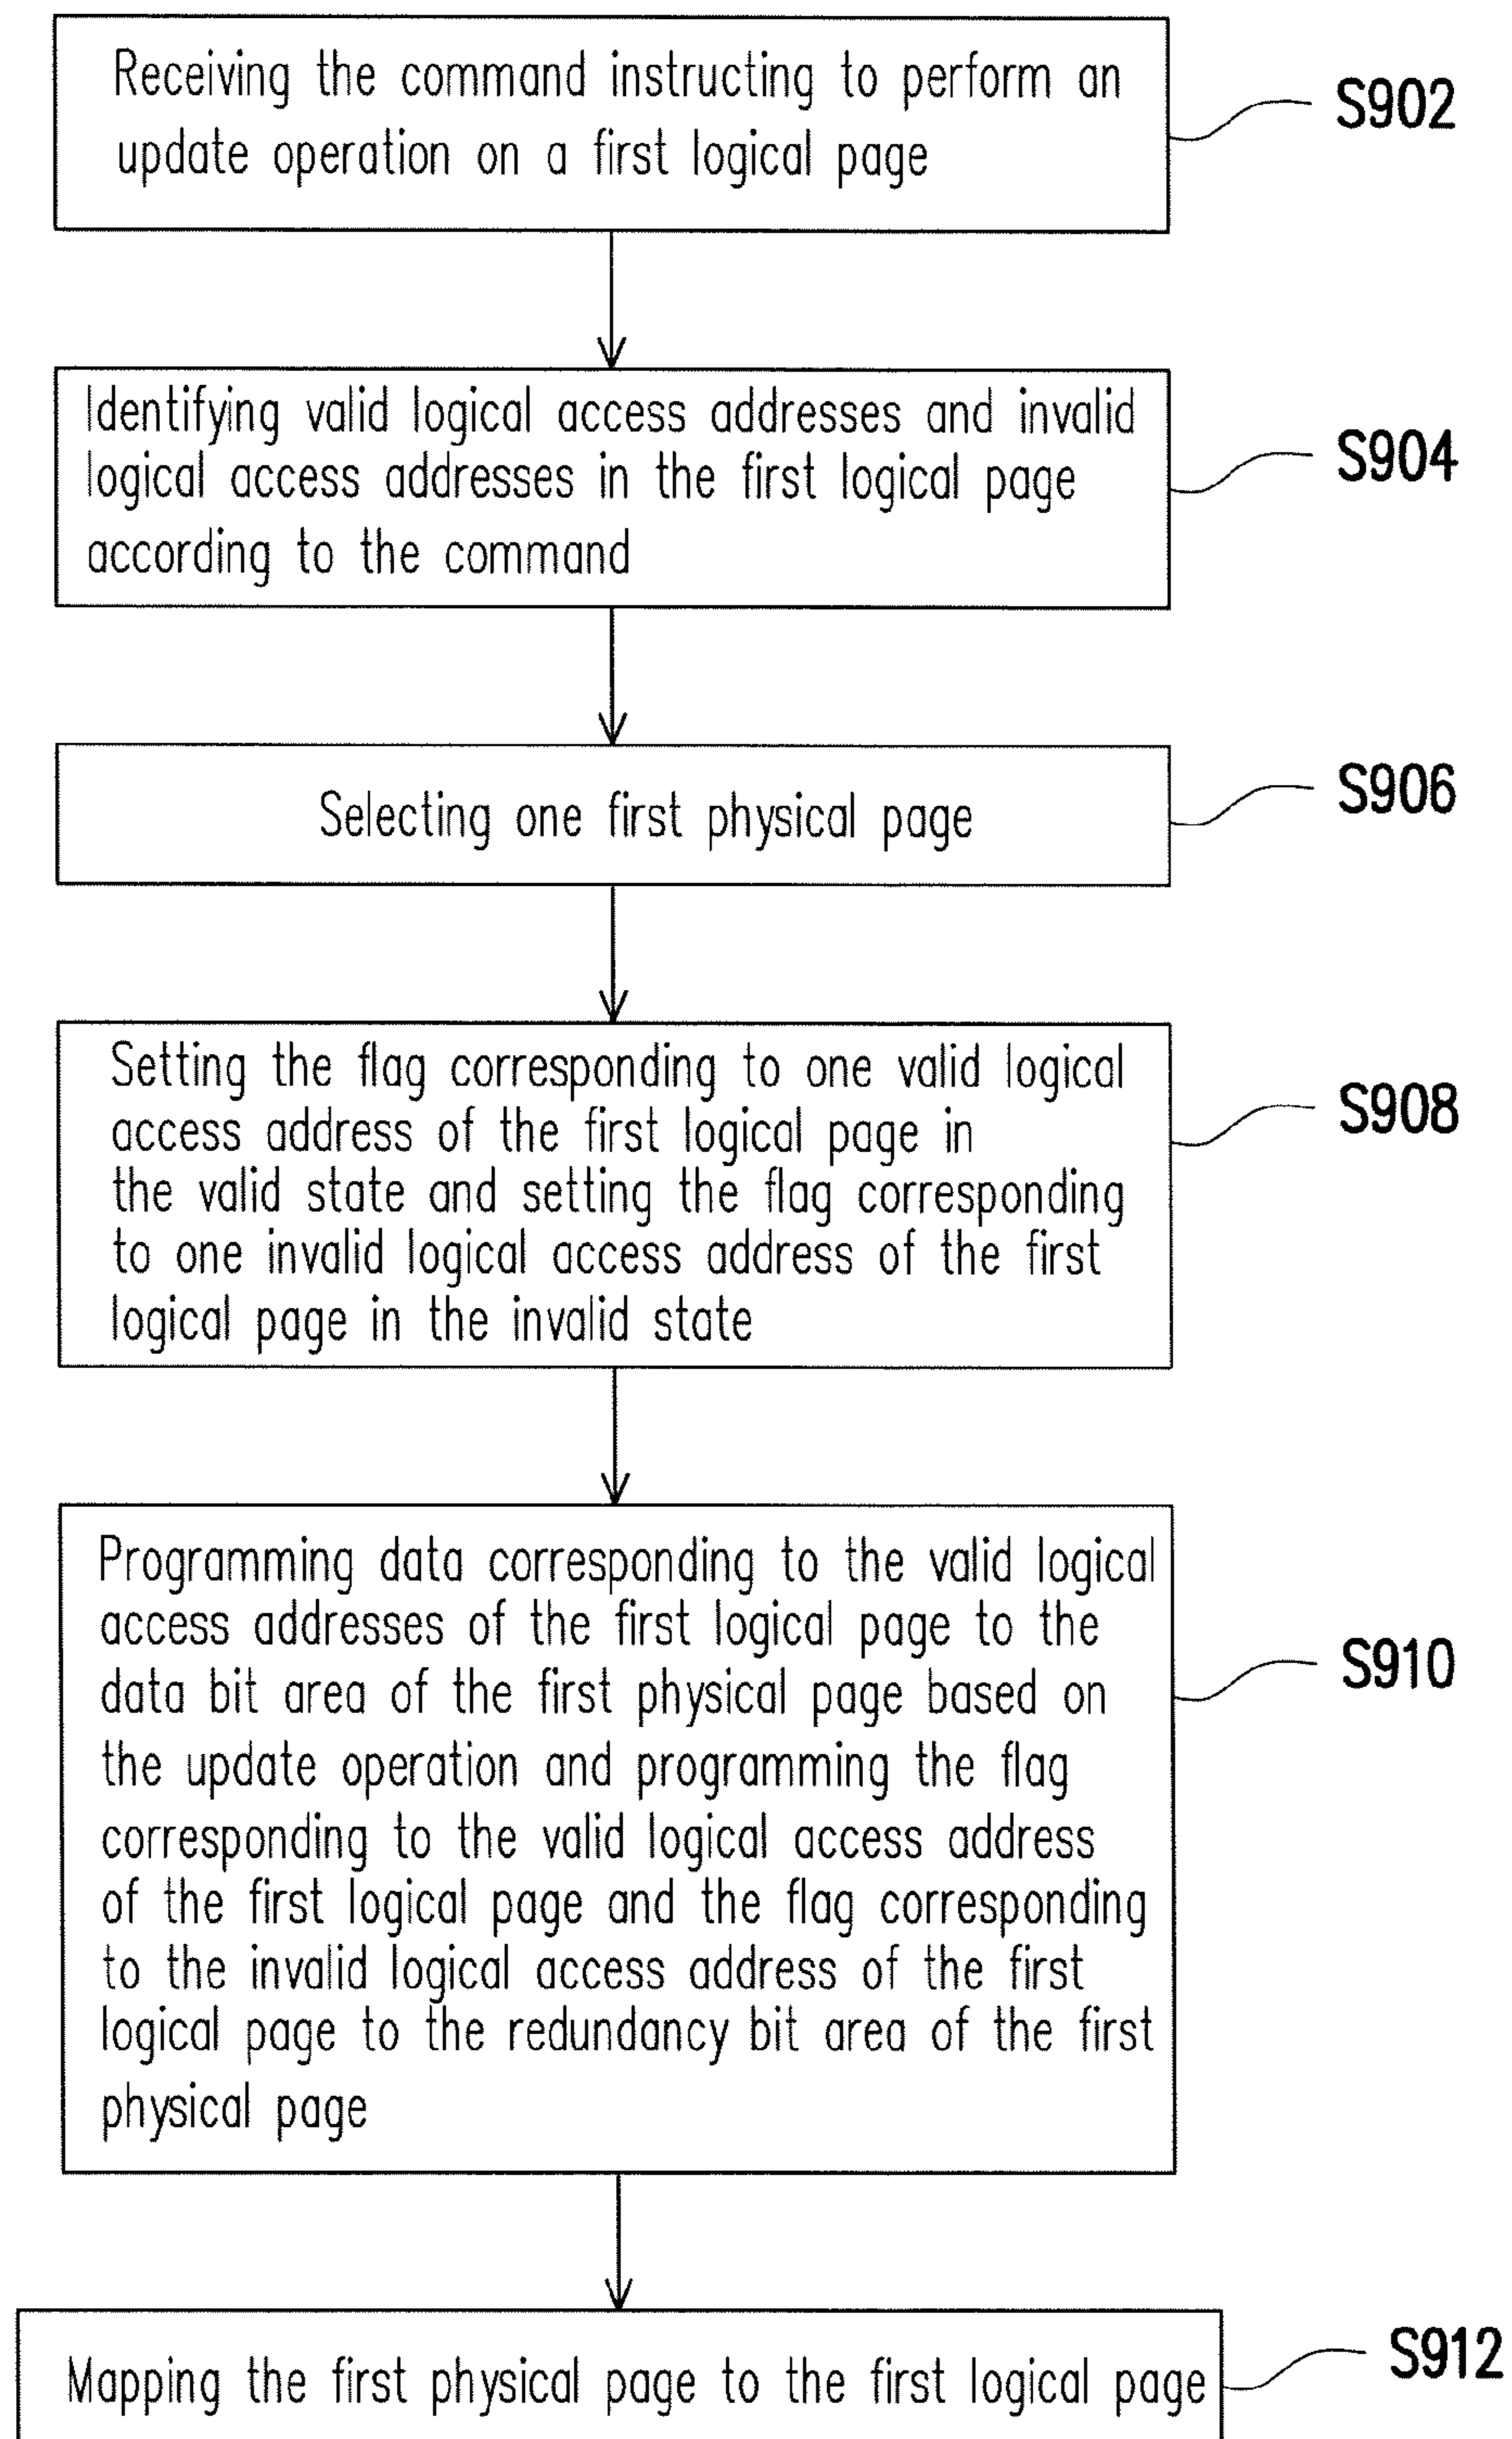 Receiving the command instructing to perform an
update operation on a first logical page
S902
Identifying valid logical access addresses and invalid
logical access addresses in the first logical page
according to the command
S904
Selecting one first physical page
S906
Setting the flag corresponding to one valid logical
access address of the first logical page in
the valid state and setting the flag corresponding
to one invalid logical access address of the first
logical page in the invalid state
S908
Programming data corresponding to the valid logical
access addresses of the first logical page to the
data bit area of the first physical page based on
the update operation and programming the flag
corresponding to the valid logical access address
of the first logical page and the flag corresponding
to the invalid logical access address of the first
logical page to the redundancy bit area of the first
physical page
S910
Mapping the first physical page to the first logical page
S912